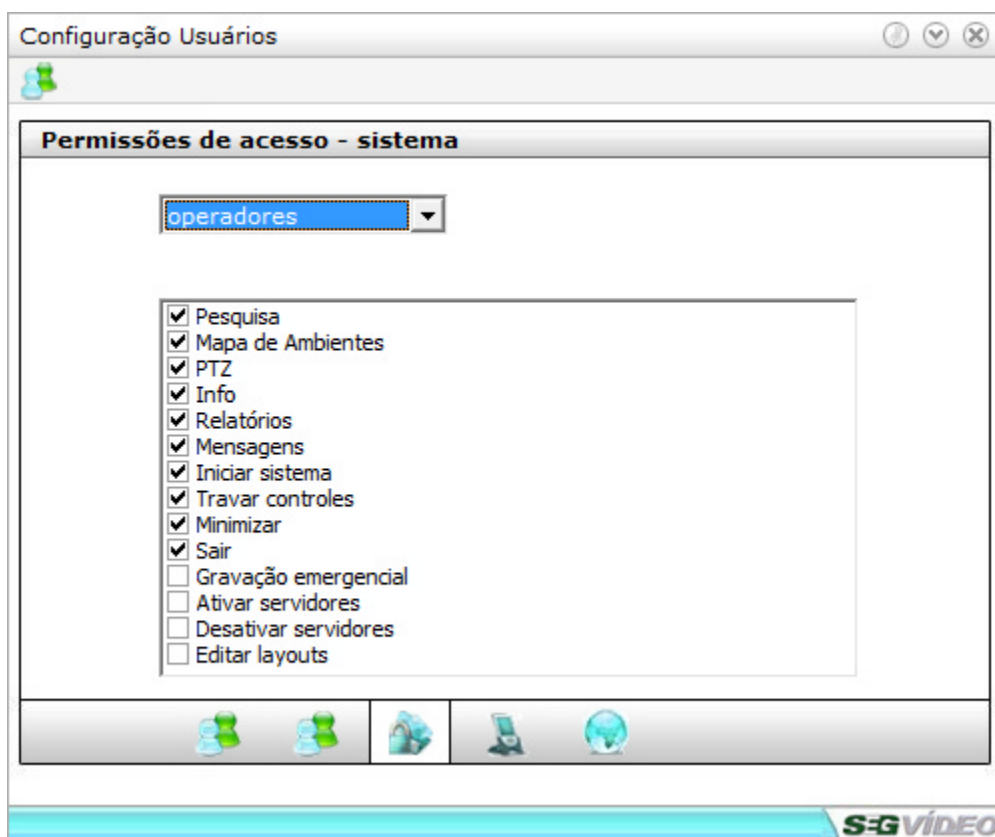 Configuração Usuários
Permissões de acesso - sistema
operadores
Pesquisa
Mapa de Ambientes
PTZ
Info
Relatórios
Mensagens
Iniciar sistema
Travar controles
Minimizar
Sair
Gravação emergencial
Ativar servidores
Desativar servidores
Editar layouts
SEGVÍDEO